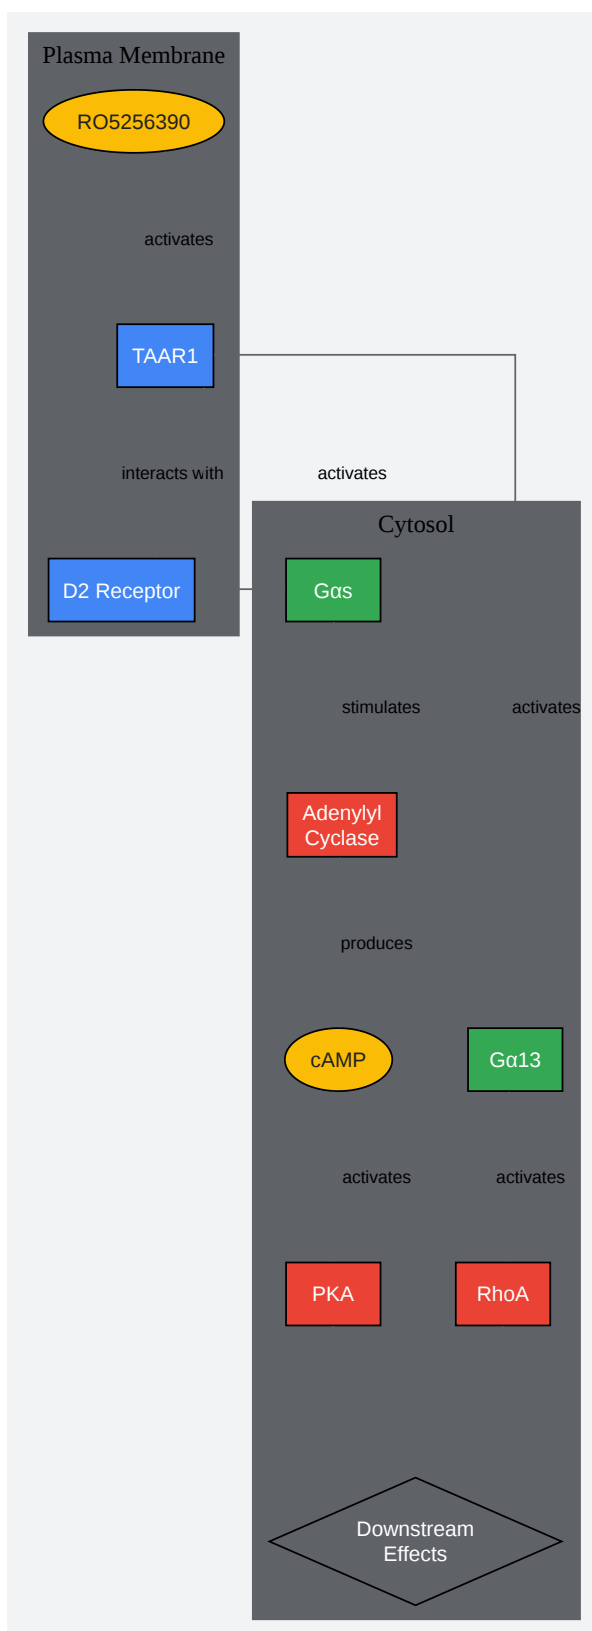 Plasma Membrane
RO5256390
activates
TAAR1
interacts with
activates
Cytosol
D2 Receptor
Gαs
stimulates
activates
Adenylyl
Cyclase
produces
cAMP
Gα13
activates
activates
PKA
RhoA
Downstream
Effects